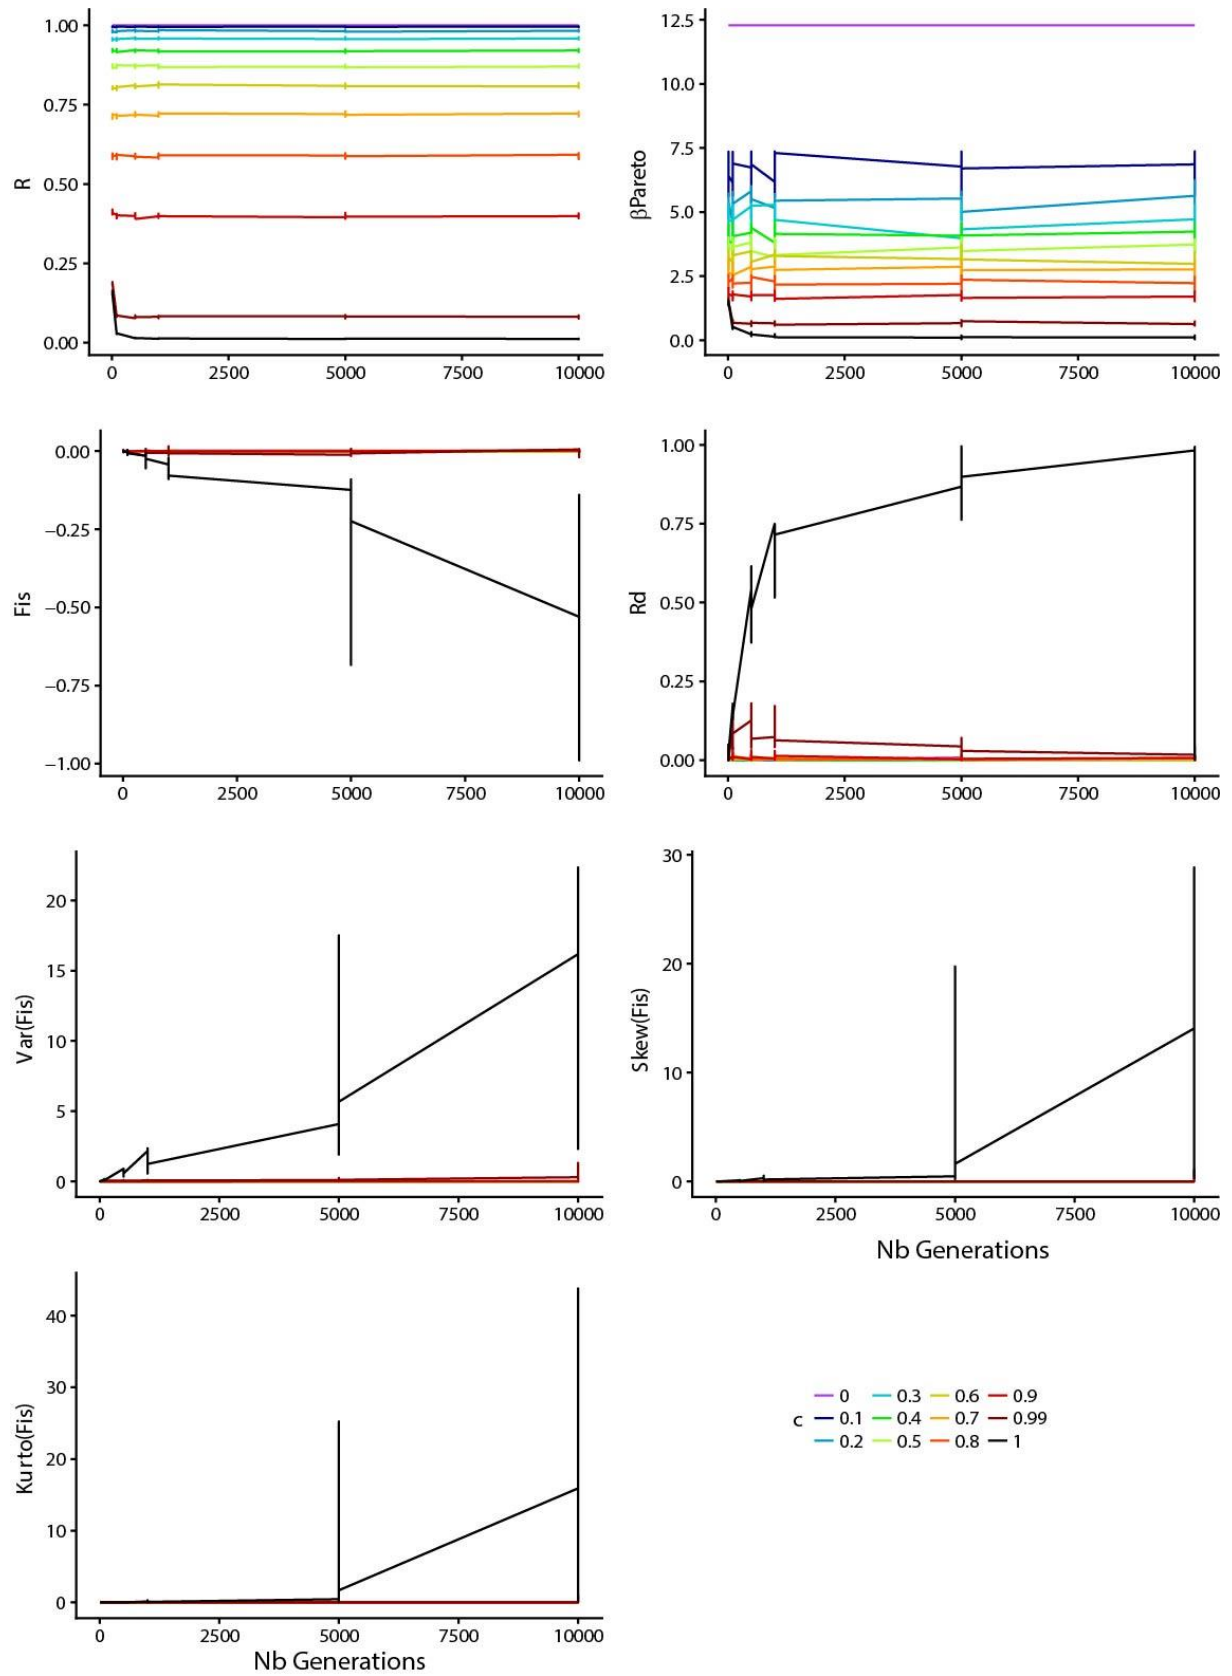 1.00
0.75
0.50
0.25
0.00
R
0 2500 5000 7500 10000
12.5
10.0
7.5
5.0
2.5
0.0
βPareto
0 2500 5000 7500 10000
0.00
−0.25
−0.50
−0.75
−1.00
Fis
0 2500 5000 7500 10000
1.00
0.75
0.50
0.25
0.00
Rd
0 2500 5000 7500 10000
20
15
10
5
0
Var(Fis)
0 2500 5000 7500 10000
30
20
10
0
Skew(Fis)
0 2500 5000 7500 10000
Nb Generations
40
30
20
10
0
Kurto(Fis)
0 2500 5000 7500 10000
Nb Generations
c
0 0.3 0.6 0.9
0.1 0.4 0.7 0.99
0.2 0.5 0.8 1